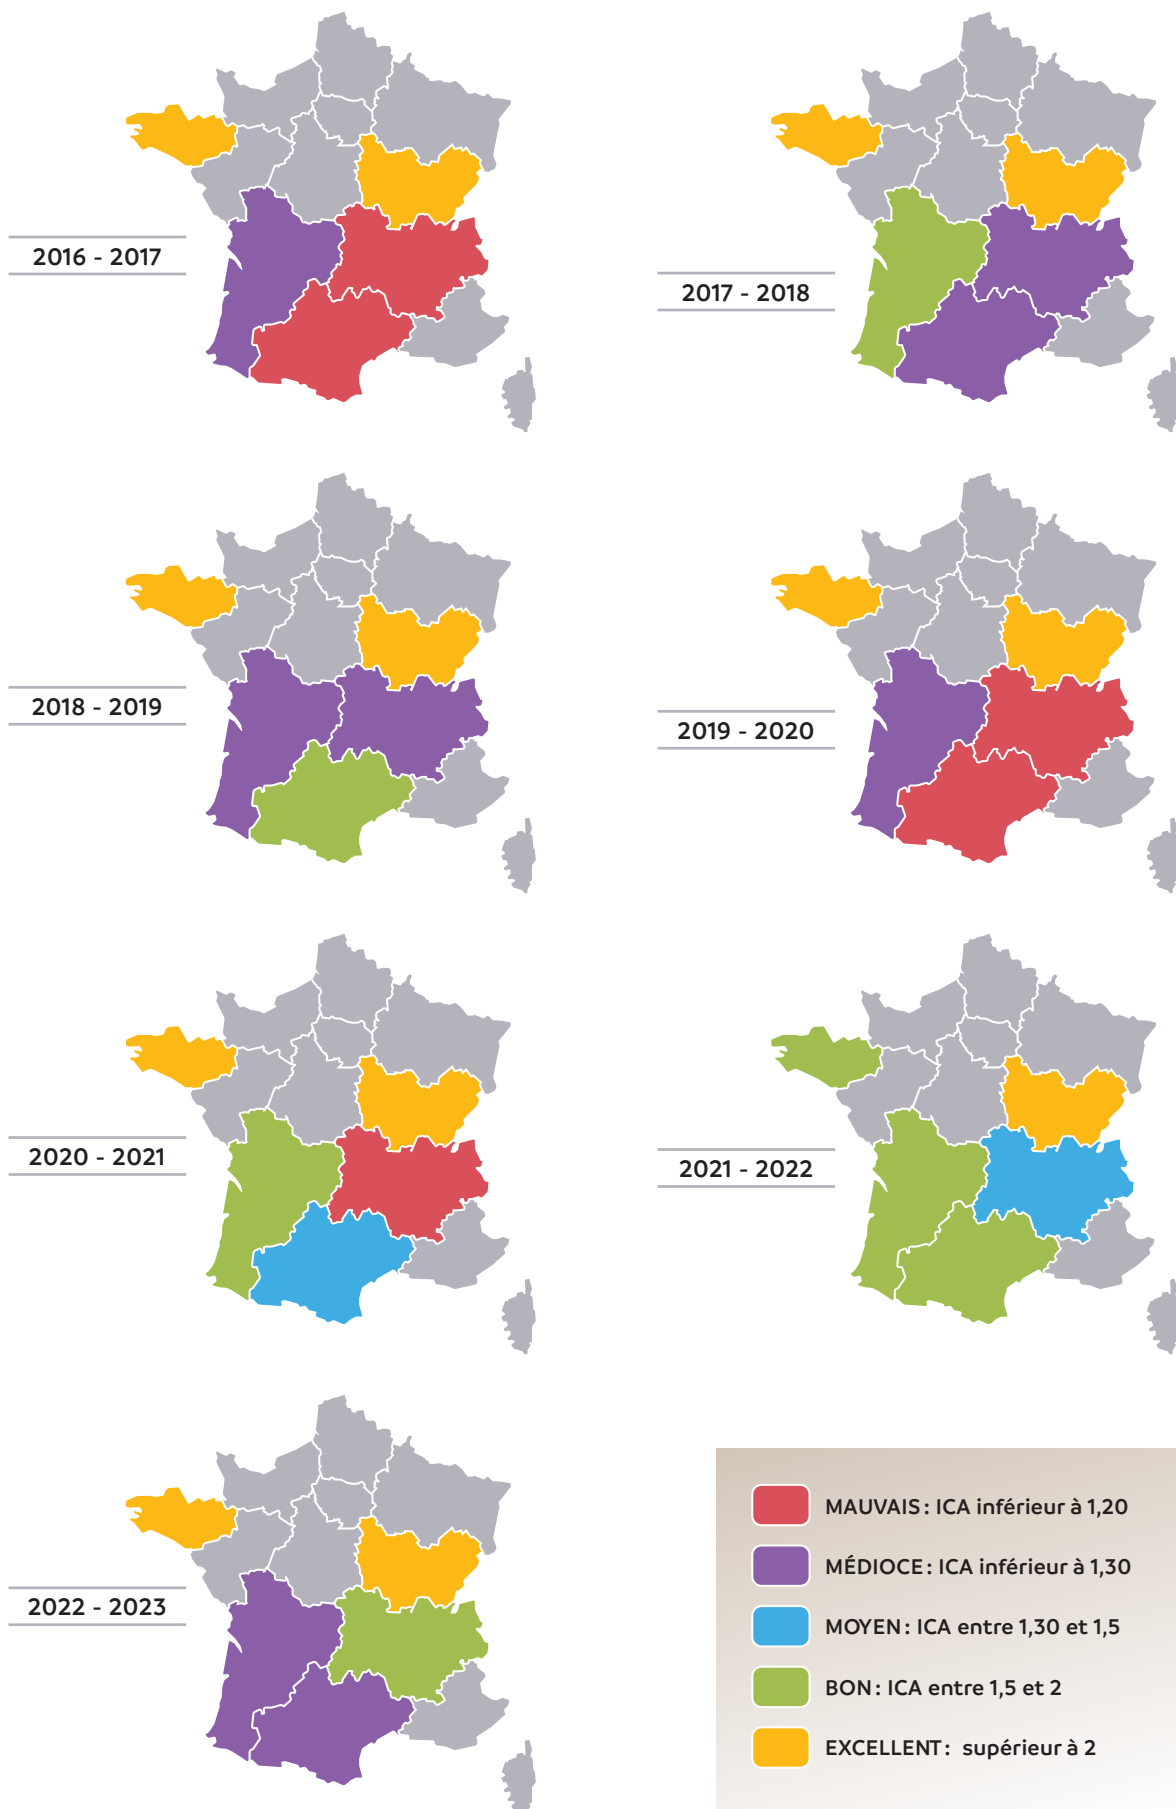 2016 - 2017
2017 - 2018
2018 - 2019
2019 - 2020
2020 - 2021
2021 - 2022
2022 - 2023
MAUVAIS : ICA inférieur à 1,20
MÉDIOCE : ICA inférieur à 1,30
MOYEN : ICA entre 1,30 et 1,5
BON : ICA entre 1,5 et 2
EXCELLENT : supérieur à 2